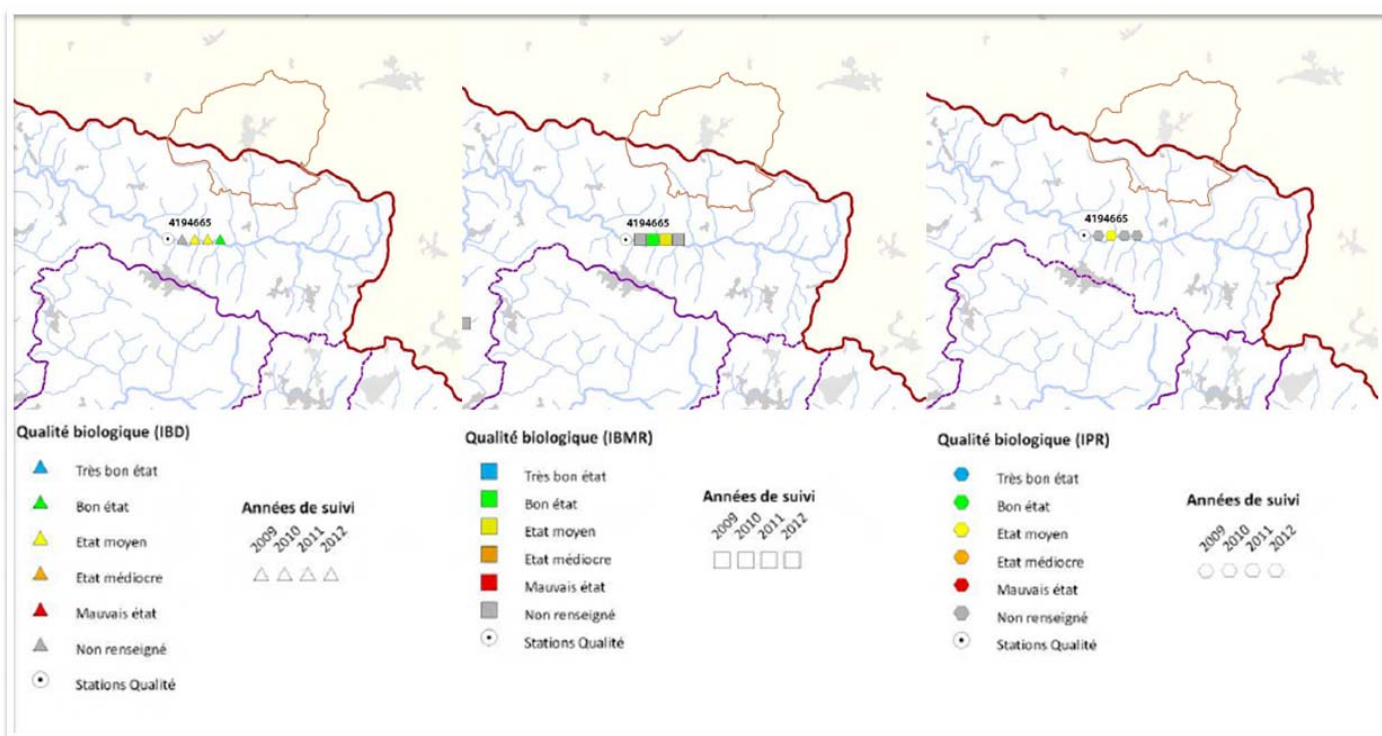 4194665
4194665
4194665
Qualité biologique (IBD)
Très bon état
Bon état
Etat moyen
Etat médiocre
Mauvais état
Non renseigné
Stations Qualité
Années de suivi
2009 2010 2011 2012
Qualité biologique (IBMR)
Très bon état
Bon état
Etat moyen
Etat médiocre
Mauvais état
Non renseigné
Stations Qualité
Années de suivi
2009 2010 2011 2012
Qualité biologique (IPR)
Très bon état
Bon état
Etat moyen
Etat médiocre
Mauvais état
Non renseigné
Stations Qualité
Années de suivi
2009 2010 2011 2012